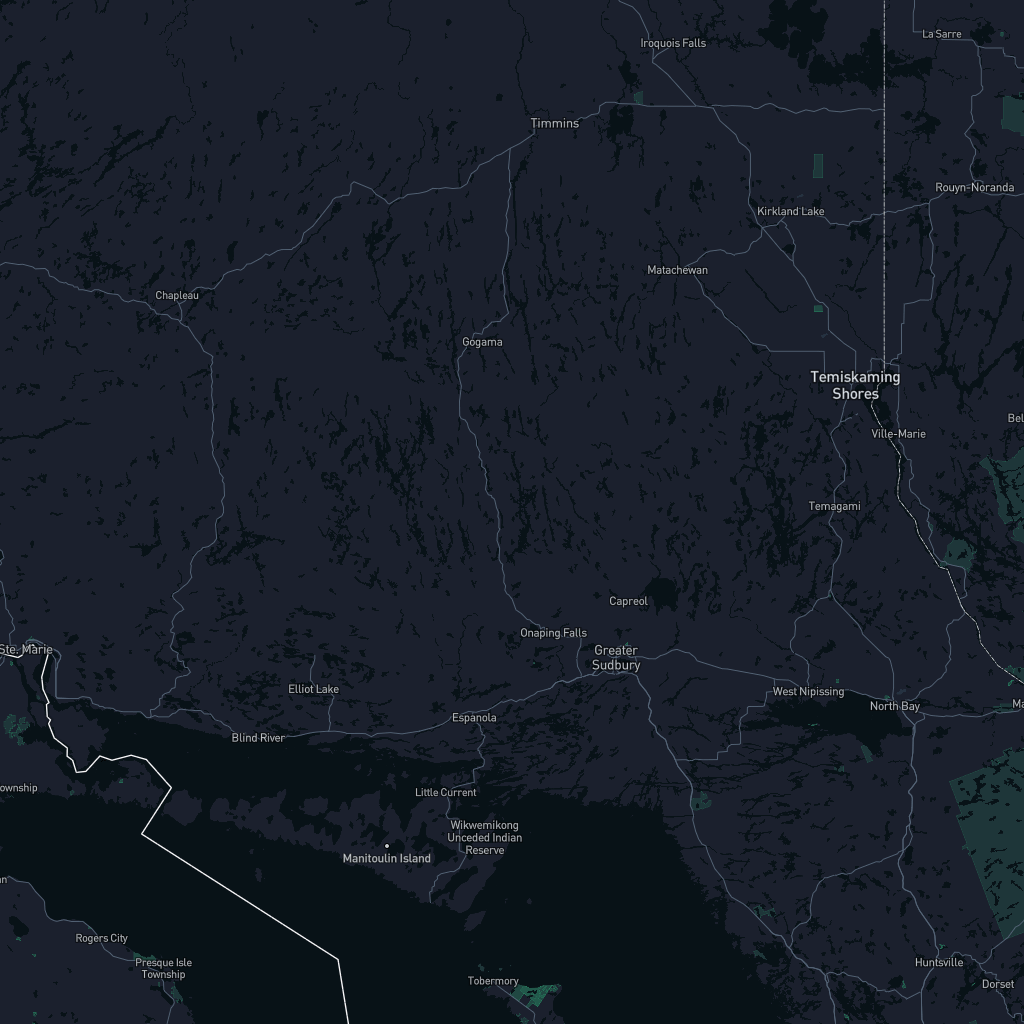 La Sarre
Iroquois Falls
Timmins
Rouyn-Noranda
Kirkland Lake
Matachewan
Chapleau
Gogama
Temiskaming
Shores
Bel
Ville-Marie
Temagami
Capreol
Onaping Falls
Ste. Marie
Greater
Sudbury
Elliot Lake
West Nipissing
North Bay
Ma
Espanola
Blind River
ownship
Little Current
Wikwemikong
Unceded Indian
Reserve
Manitoulin Island
an
Rogers City
Presque Isle
Township
Huntsville
Tobermory
Dorset